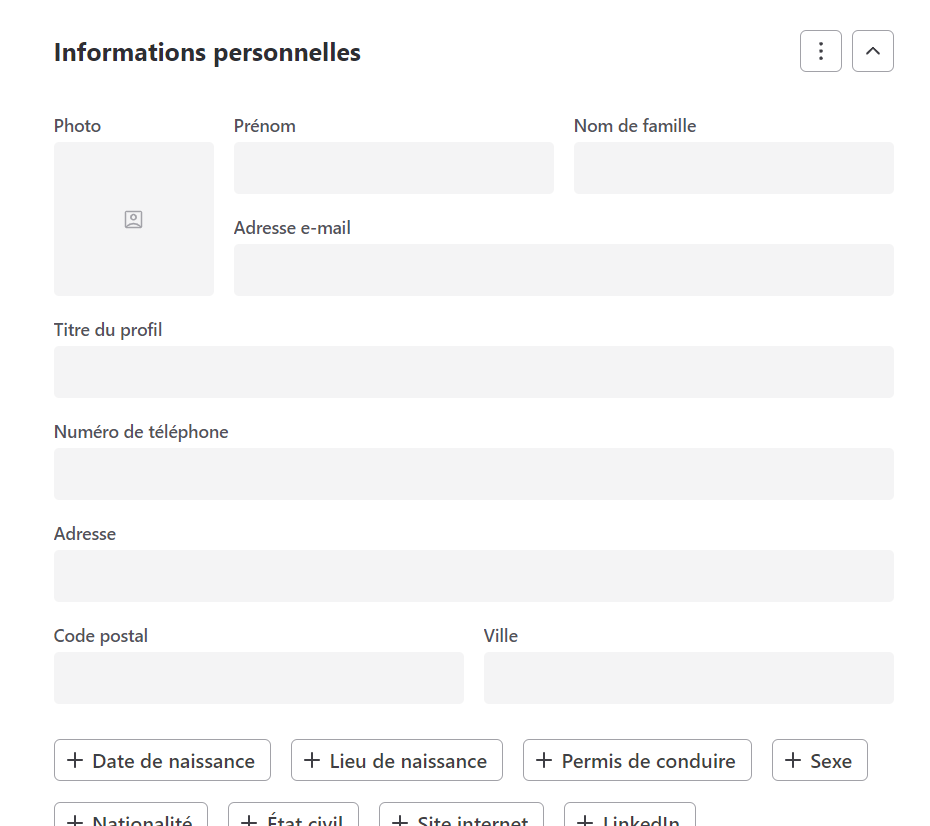 Informations personnelles
Photo
Prénom
Nom de famille
Adresse e-mail
Titre du profil
Numéro de téléphone
Adresse
Code postal
Ville
+ Date de naissance
+ Lieu de naissance
+ Permis de conduire
+ Sexe
+ Nationalité
+ État civil
+ Site internet
+ LinkedIn